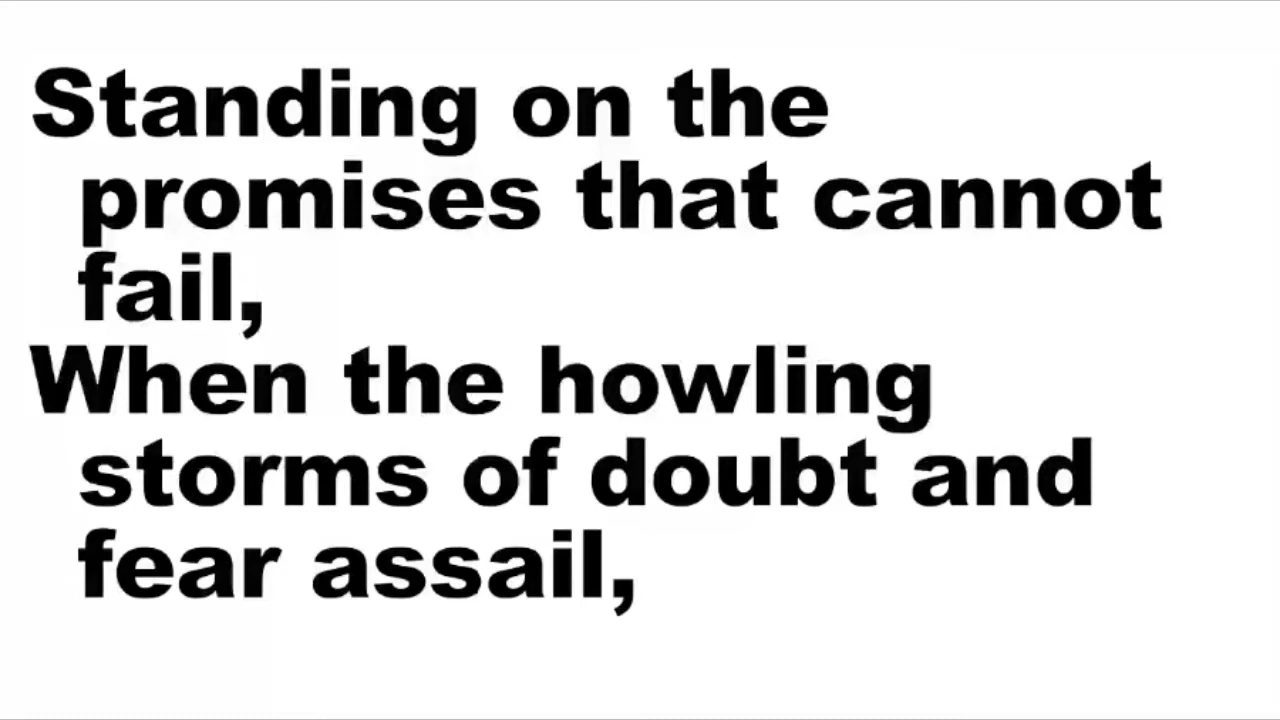 Standing on the
promises that cannot
fail,
When the howling
storms of doubt and
fear assail,